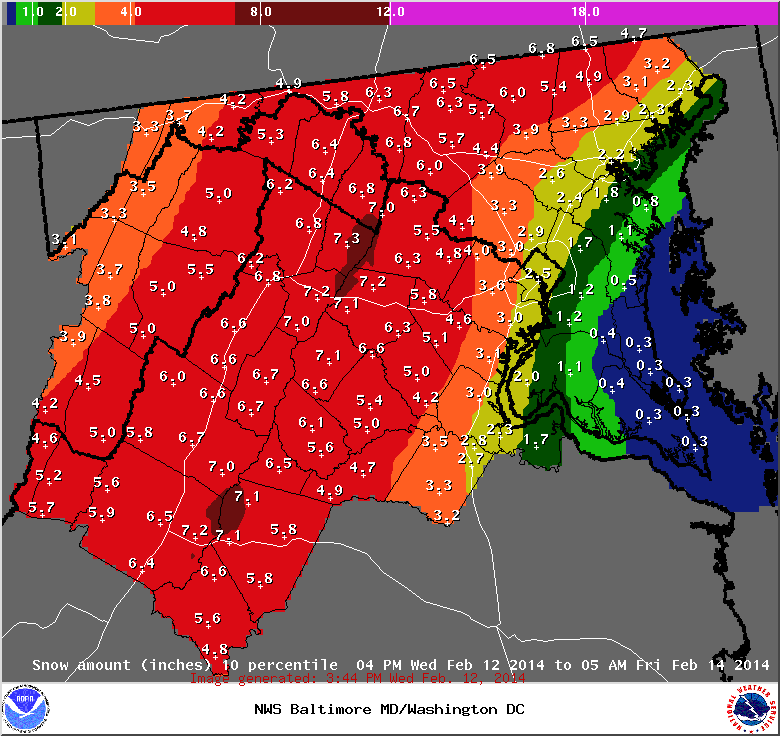 1.0 2.0 4.0 8.0 12.0 18.0
4.7
6.5
6.8
6.5
3.2
4.9 6.5 4.9 3.1 2.3
5.8 6.3 6.0 5.4
4.2 6.3
3.7 6.7 5.7 2.9 2.3
3.3 4.2 5.3 3.9 3.3
6.4 6.8 5.7 4.4
2.2
6.4 6.0 3.9 2.6
3.5 5.0 6.2 6.8 6.3 2.4 1.8
7.0 3.3 0.8
3.3 6.8 4.4
4.8 7.3 5.5 2.9 1.1
3.1 4.8 4.0 3.0 1.7
3.7 5.5 6.2 6.3
6.8 7.2 2.5 0.5
3.8 5.0 7.2 7.1 5.8 3.6 1.2
5.0 6.6 7.0 6.3 4.6 3.0 1.2
3.9 5.1 0.4
6.6 7.1 6.6 3.1 0.3
4.5 6.0 6.7 5.0 2.0 1.1 0.3
6.6 6.6 3.0 0.4 0.3
4.2 6.7 5.4 4.2
6.1 5.0 0.3 0.3
4.6 5.0 5.8 6.7 5.6 3.5 2.8 2.3 1.7 0.3
5.2 7.0 6.5 4.7 2.7
5.6 7.1 4.9 3.3
5.7 5.9 6.5 3.2
7.2 7.1 5.8
6.4 6.6 5.8
5.6
4.8
Snow amount (inches) 10 percentile 04 PM Wed Feb 12 2014 to 05 AM Fri Feb 14 2014
Image generated: 3:44 PM Wed Feb. 12, 2014
NOAA
NWS Baltimore MD/Washington DC
NATIONAL WEATHER SERVICE